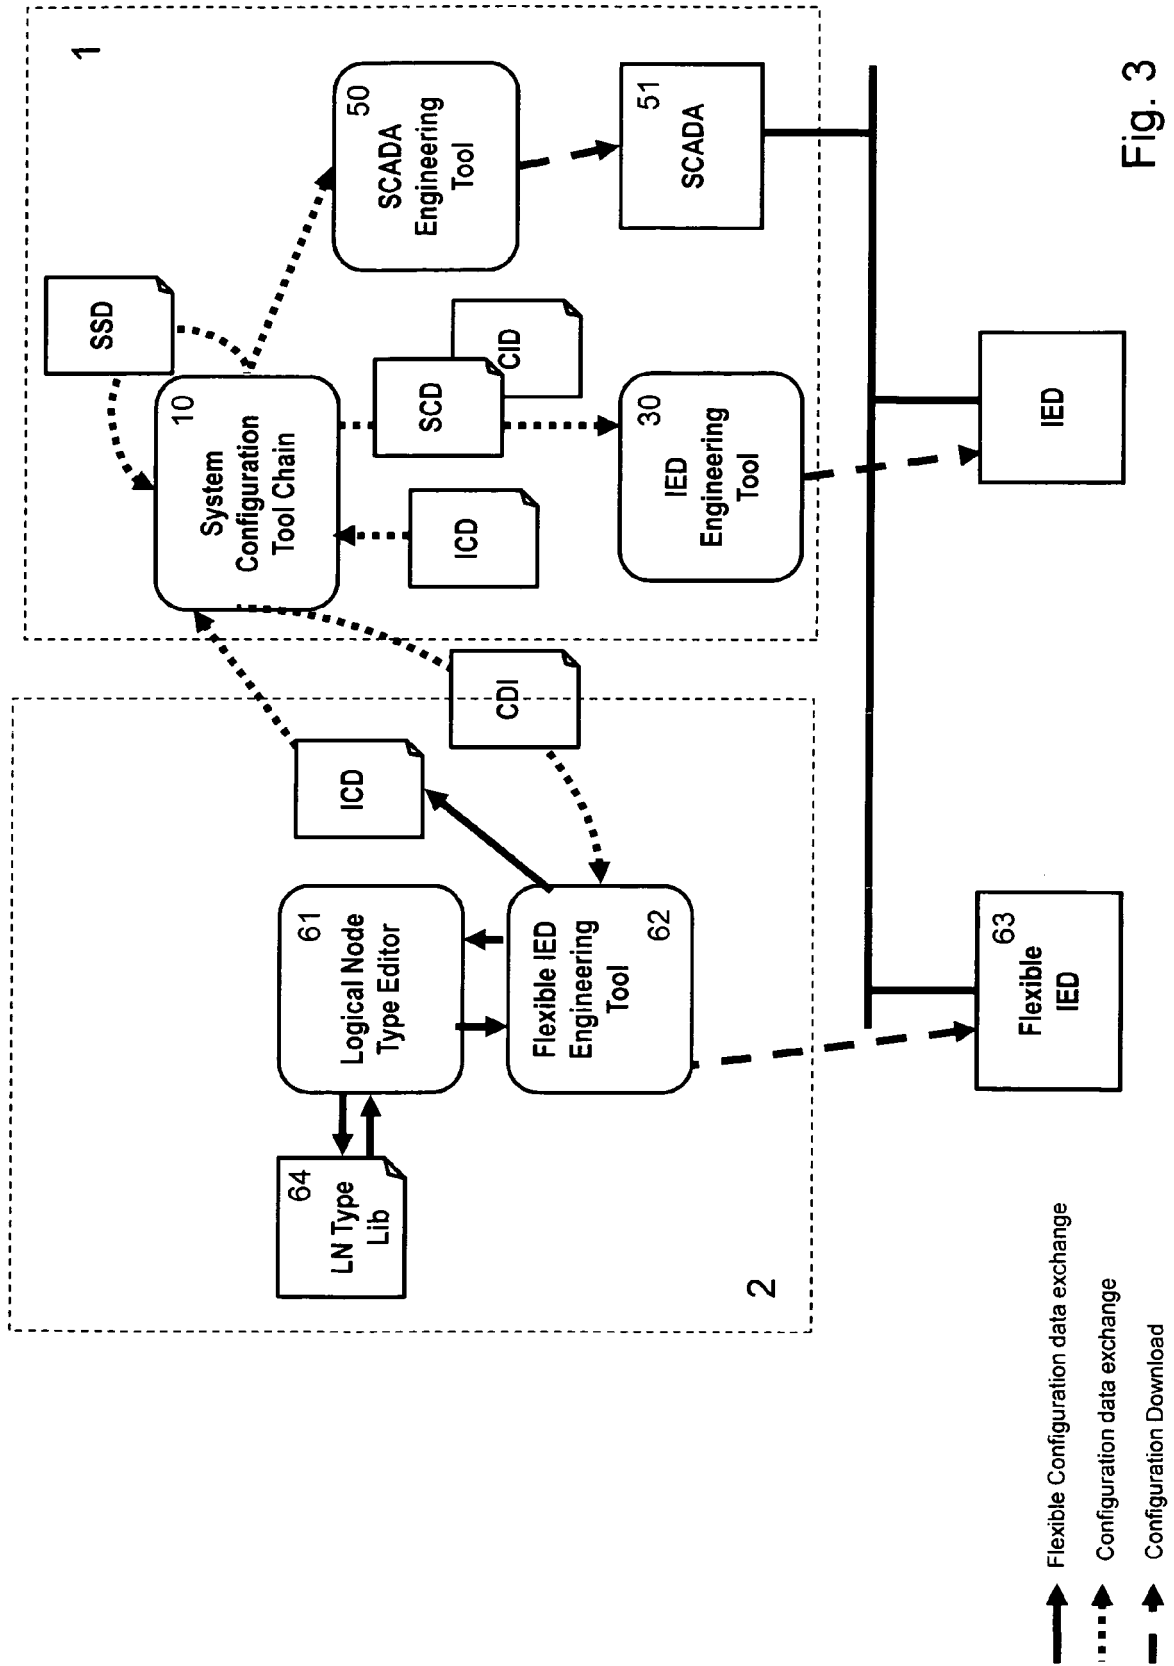 1
SSD
10
System
Configuration
Tool Chain
50
SCADA
Engineering
Tool
ICD
SCD
CID
51
SCADA
30
IED
Engineering
Tool
IED
2
ICD
CDI
64
LN Type
Lib
61
Logical Node
Type Editor
Flexible IED
Engineering
Tool
62
63
Flexible
IED
Flexible Configuration data exchange
Configuration data exchange
Configuration Download
Fig. 3